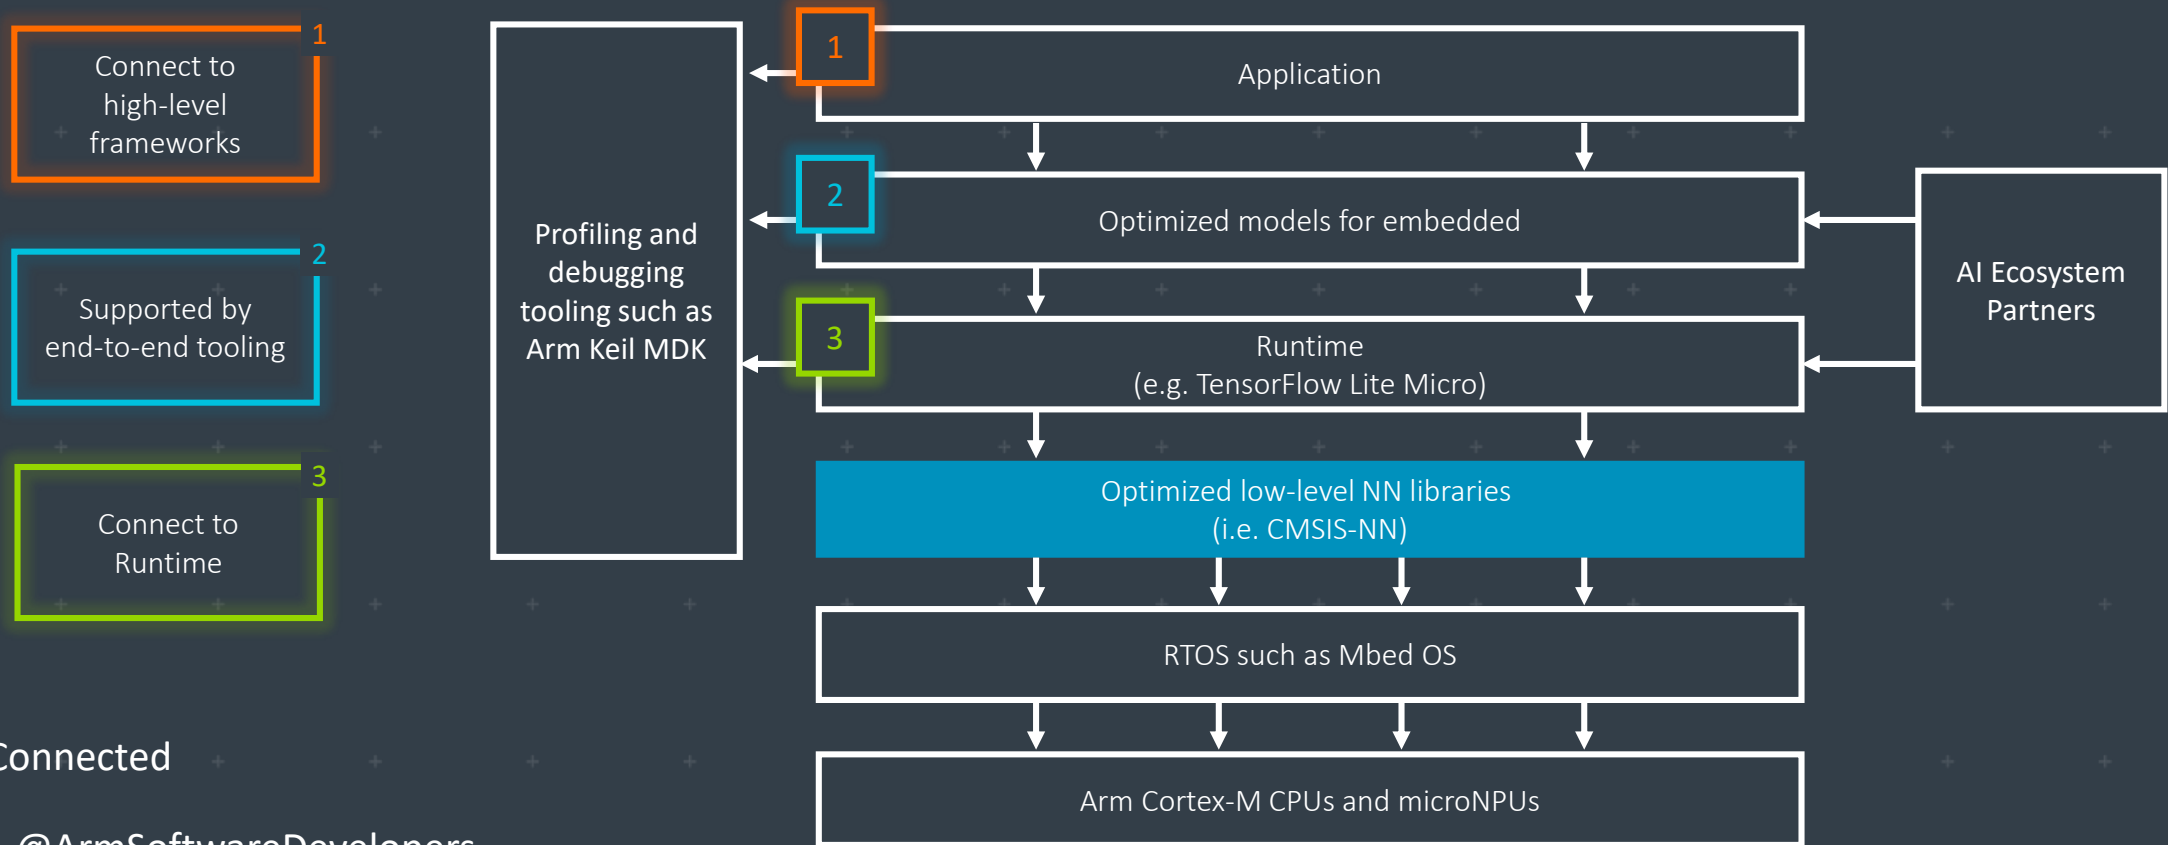 1
Connect to
high-level
frameworks
2
Supported by
end-to-end tooling
3
Connect to
Runtime
Profiling and
debugging
tooling such as
Arm Keil MDK
1
Application
2
Optimized models for embedded
3
Runtime
(e.g. TensorFlow Lite Micro)
Optimized low-level NN libraries
(i.e. CMSIS-NN)
RTOS such as Mbed OS
Arm Cortex-M CPUs and microNPUs
AI Ecosystem
Partners
Connected
@ArmSoftwareDevelopers